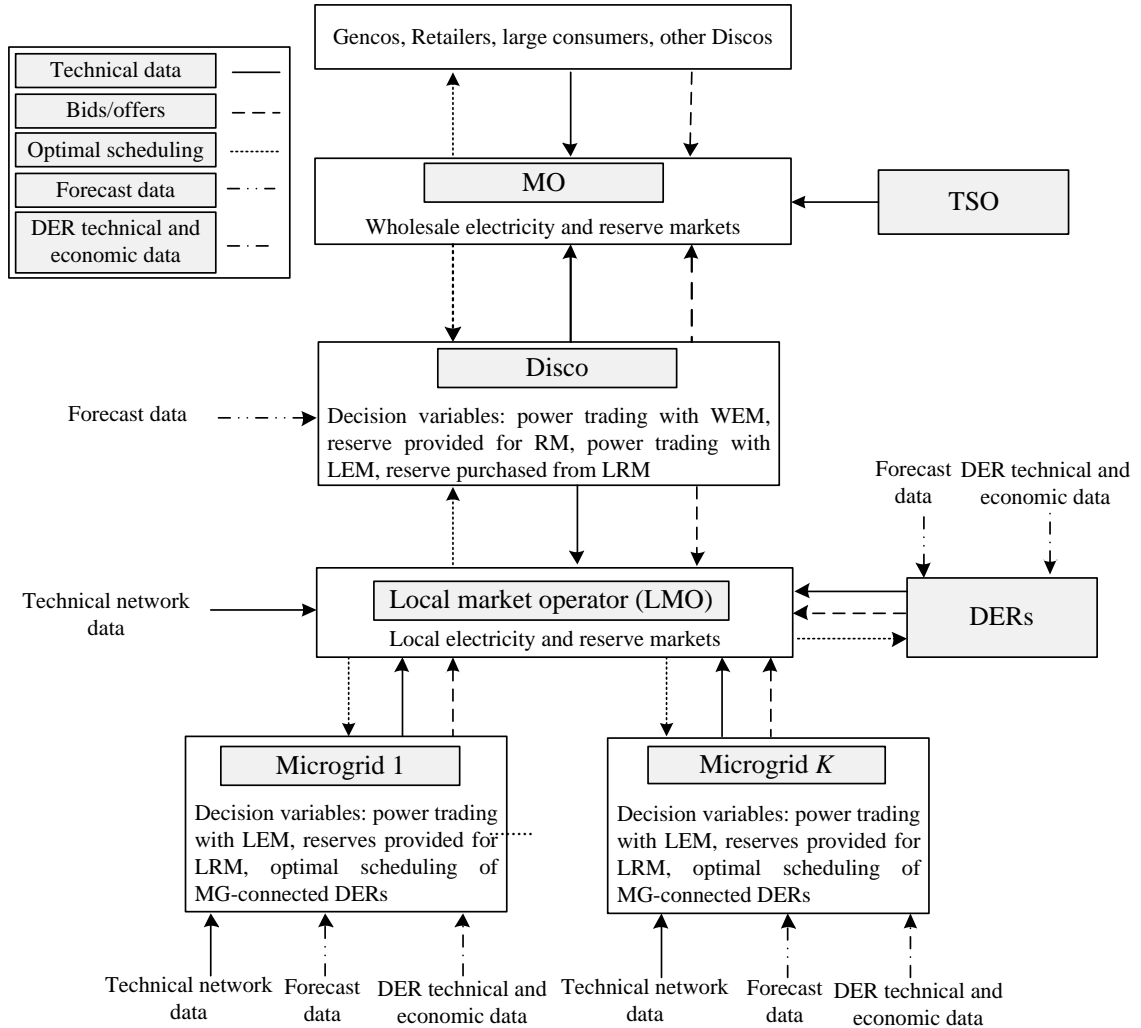 Gencos, Retailers, large consumers, other Discos
Technical data
Bids/offers
Optimal scheduling
Forecast data
DER technical and
economic data
MO
Wholesale electricity and reserve markets
TSO
Disco
Decision variables: power trading with WEM,
reserve provided for RM, power trading with
LEM, reserve purchased from LRM
Forecast data
Forecast
data
DER technical and
economic data
Technical network
data
Local market operator (LMO)
Local electricity and reserve markets
DERs
Microgrid 1
Decision variables: power trading
with LEM, reserves provided for
LRM, optimal scheduling of
MG-connected DERs
Microgrid K
Decision variables: power trading
with LEM, reserves provided for
LRM, optimal scheduling of
MG-connected DERs
Technical network
data
Forecast
data
DER technical and
economic data
Technical network
data
Forecast
data
DER technical and
economic data